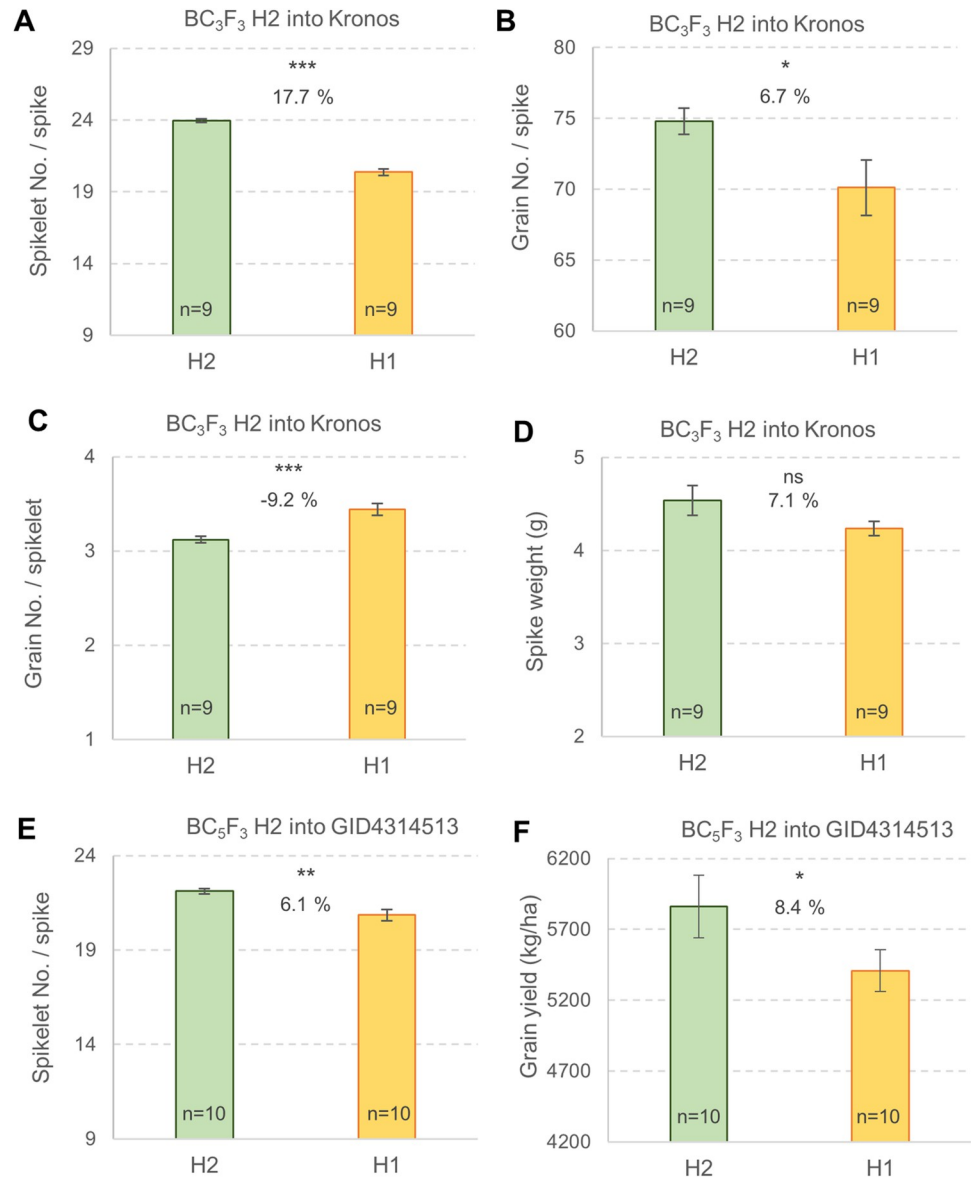 A
BC₃F₃ H2 into Kronos
Spikelet No. / spike
29
24
19
14
9
***
17.7 %
n=9
n=9
H2
H1
B
BC₃F₃ H2 into Kronos
Grain No. / spike
80
75
70
65
60
*
6.7 %
n=9
n=9
H2
H1
C
BC₃F₃ H2 into Kronos
Grain No. / spikelet
4
3
2
1
***
-9.2 %
n=9
n=9
H2
H1
D
BC₃F₃ H2 into Kronos
Spike weight (g)
5
4
3
2
ns
7.1 %
n=9
n=9
H2
H1
E
BC₅F₃ H2 into GID4314513
Spikelet No. / spike
24
19
14
9
**
6.1 %
n=10
n=10
H2
H1
F
BC₅F₃ H2 into GID4314513
Grain yield (kg/ha)
6200
5700
5200
4700
4200
*
8.4 %
n=10
n=10
H2
H1